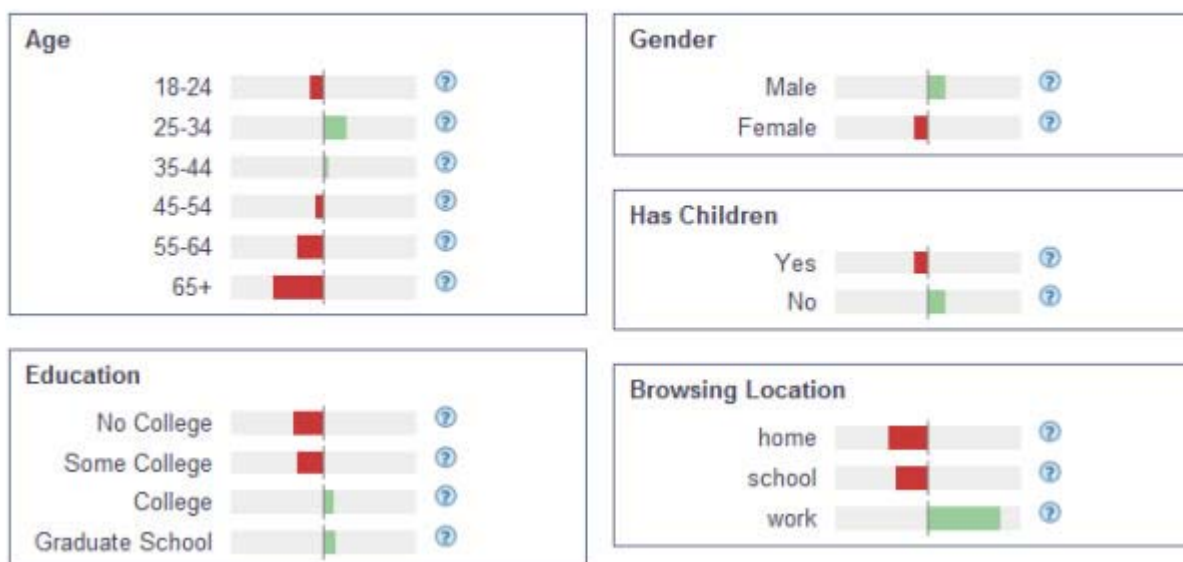 Age
18-24 ?
25-34 ?
35-44 ?
45-54 ?
55-64 ?
65+ ?
Education
No College ?
Some College ?
College ?
Graduate School ?
Gender
Male ?
Female ?
Has Children
Yes ?
No ?
Browsing Location
home ?
school ?
work ?